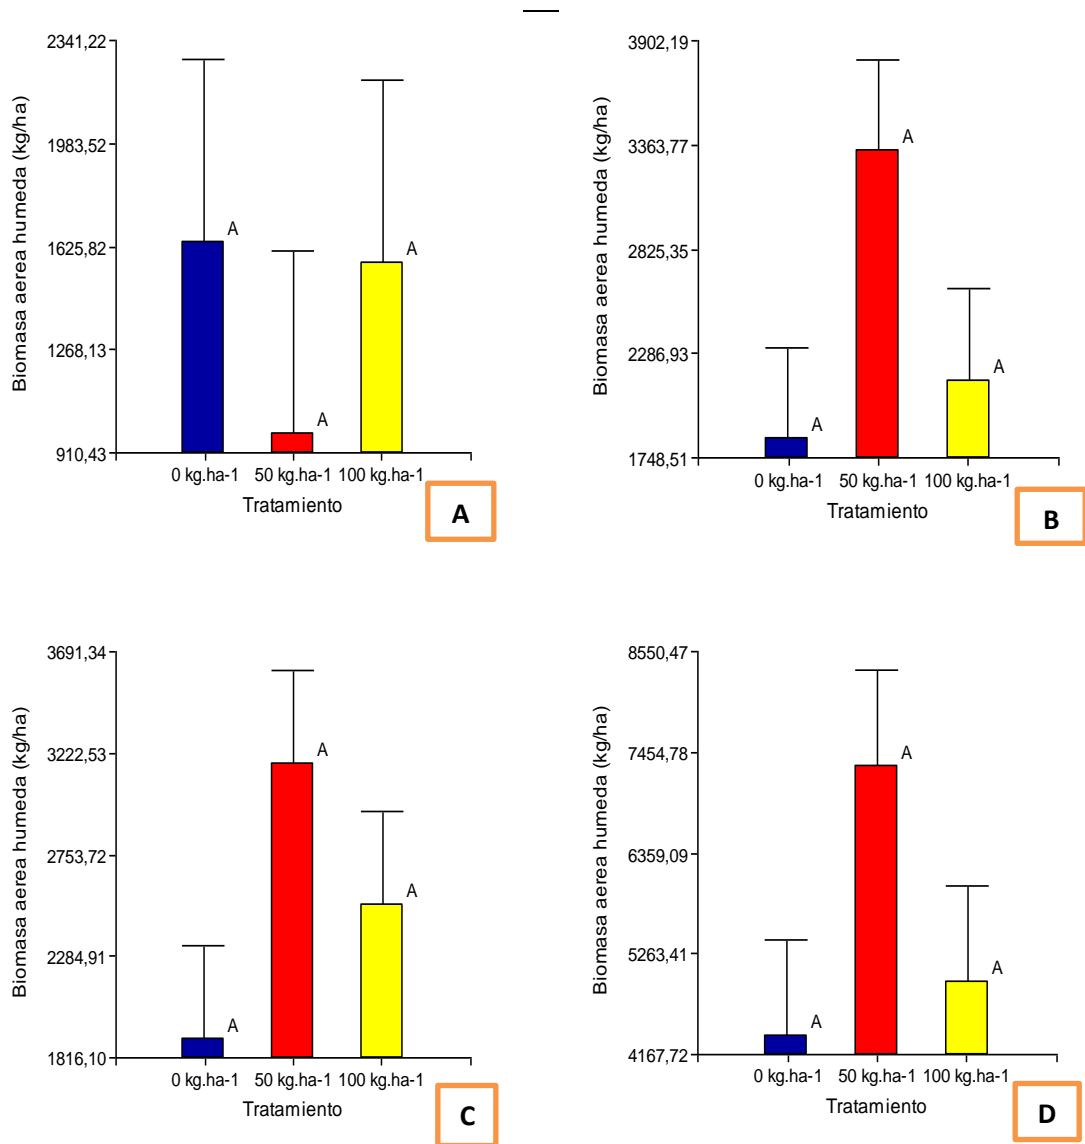 2341,22
1983,52
1625,82
1268,13
910,43
Biomasa aerea humeda (kg/ha)
A
A
A
0 kg.ha-1 50 kg.ha-1 100 kg.ha-1
Tratamiento
A
3902,19
3363,77
2825,35
2286,93
1748,51
Biomasa aerea humeda (kg/ha)
A
A
A
0 kg.ha-1 50 kg.ha-1 100 kg.ha-1
Tratamiento
B
3691,34
3222,53
2753,72
2284,91
1816,10
Biomasa aerea humeda (kg/ha)
A
A
A
0 kg.ha-1 50 kg.ha-1 100 kg.ha-1
Tratamiento
C
8550,47
7454,78
6359,09
5263,41
4167,72
Biomasa aerea humeda (kg/ha)
A
A
A
0 kg.ha-1 50 kg.ha-1 100 kg.ha-1
Tratamiento
D